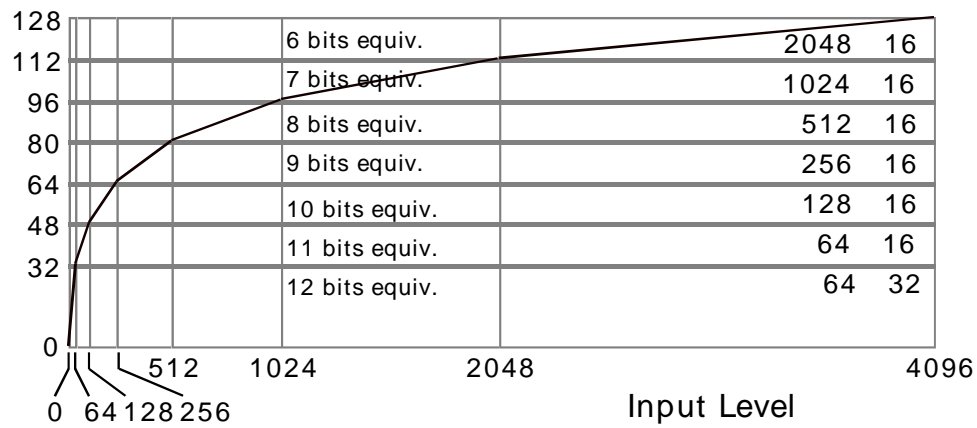 128
6 bits equiv. 2048 16
112
7 bits equiv. 1024 16
96
8 bits equiv. 512 16
80
9 bits equiv. 256 16
64
10 bits equiv. 128 16
48
11 bits equiv. 64 16
32
12 bits equiv. 64 32
0
512 1024 2048 4096
0 64 128 256
Input Level